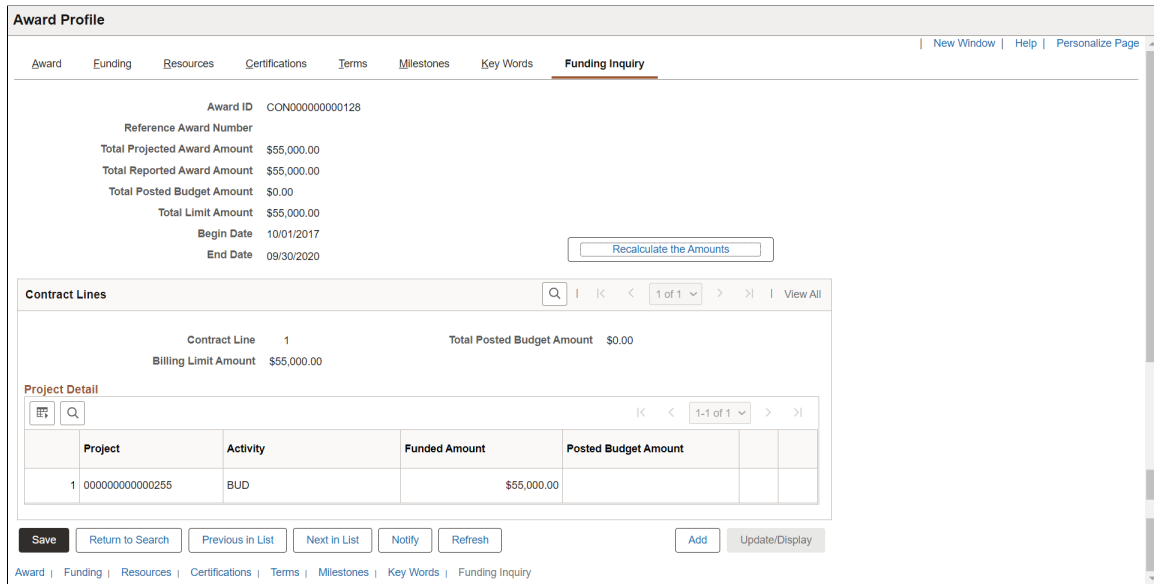 Award Profile
| New Window | Help | Personalize Page
Award Funding Resources Certifications Terms Milestones Key Words Funding Inquiry
Award ID CON000000000128
Reference Award Number
Total Projected Award Amount $55,000.00
Total Reported Award Amount $55,000.00
Total Posted Budget Amount $0.00
Total Limit Amount $55,000.00
Begin Date 10/01/2017
End Date 09/30/2020
Recalculate the Amounts
Contract Lines | 1 of 1 | View All
Contract Line 1 Total Posted Budget Amount $0.00
Billing Limit Amount $55,000.00
Project Detail
1-1 of 1
Project Activity Funded Amount Posted Budget Amount
1 000000000000255 BUD $55,000.00
Save Return to Search Previous in List Next in List Notify Refresh Add Update/Display
Award | Funding | Resources | Certifications | Terms | Milestones | Key Words | Funding Inquiry